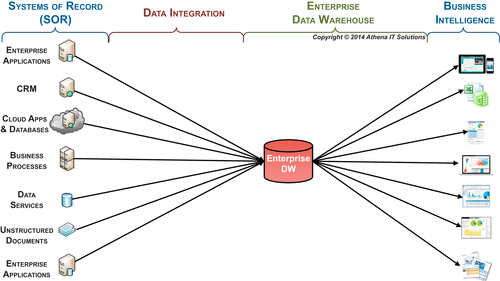 Systems of Record
(SOR)
Data Integration
Enterprise
Data Warehouse
Business
Intelligence
Copyright © 2014 Athena IT Solutions
Enterprise
Applications
CRM
Cloud Apps
& Databases
Business
Processes
Data
Services
Unstructured
Documents
Enterprise
Applications
Enterprise
DW